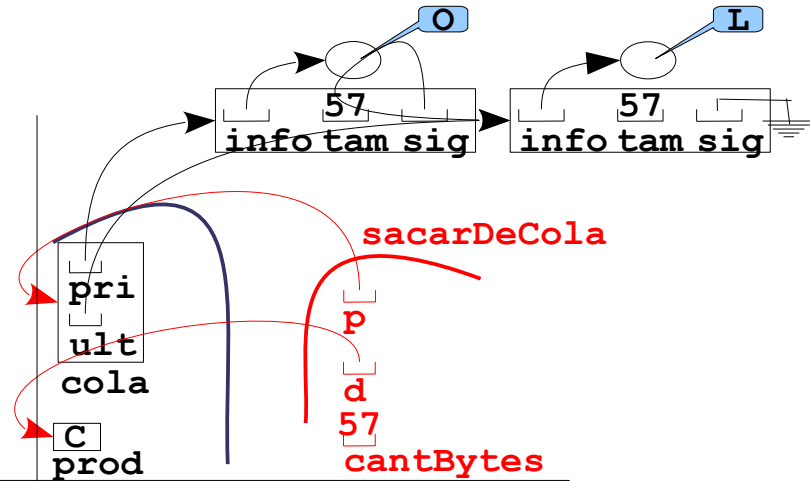 O L
57 57
info tam sig info tam sig
sacarDeCola
pri
p
ult
cola
d
57
C
prod
cantBytes